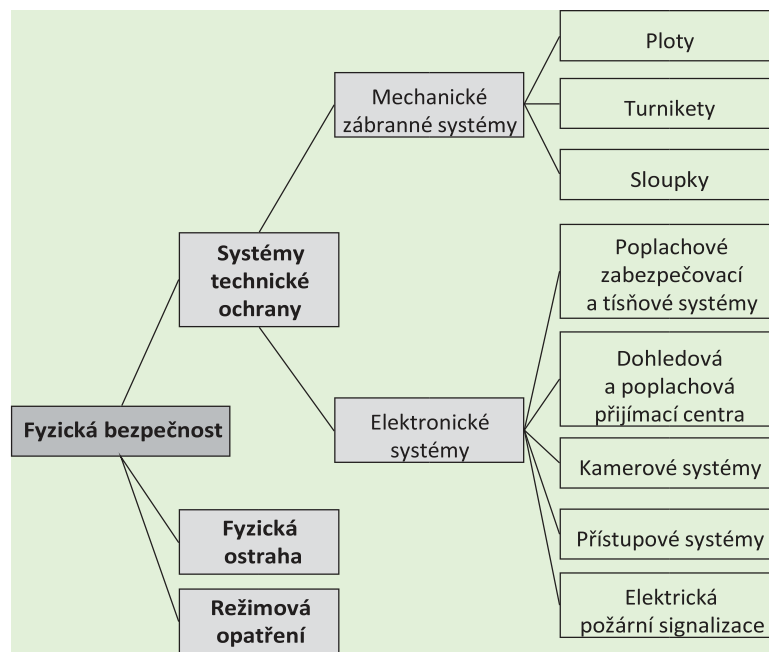 Ploty
Mechanické
zábranné systémy
Turnikety
Sloupky
Systémy
technické
ochrany
Poplachové
zabezpečovací
a tísňové systémy
Dohledová
a poplachová
přijímací centra
Fyzická bezpečnost
Elektronické
systémy
Kamerové systémy
Přístupové systémy
Fyzická
ostraha
Elektrická
požární signalizace
Režimová
opatření